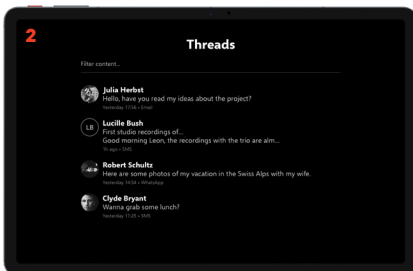 2
Threads
Filter content...
Julia Herbst
Hello, have you read my ideas about the project?
Yesterday 17:56 • Email
LB
Lucille Bush
First studio recordings of...
Good morning Leon, the recordings with the trio are alm...
1h ago • SMS
Robert Schultz
Here are some photos of my vacation in the Swiss Alps with my wife.
Yesterday 14:54 • WhatsApp
Clyde Bryant
Wanna grab some lunch?
Yesterday 11:25 • SMS